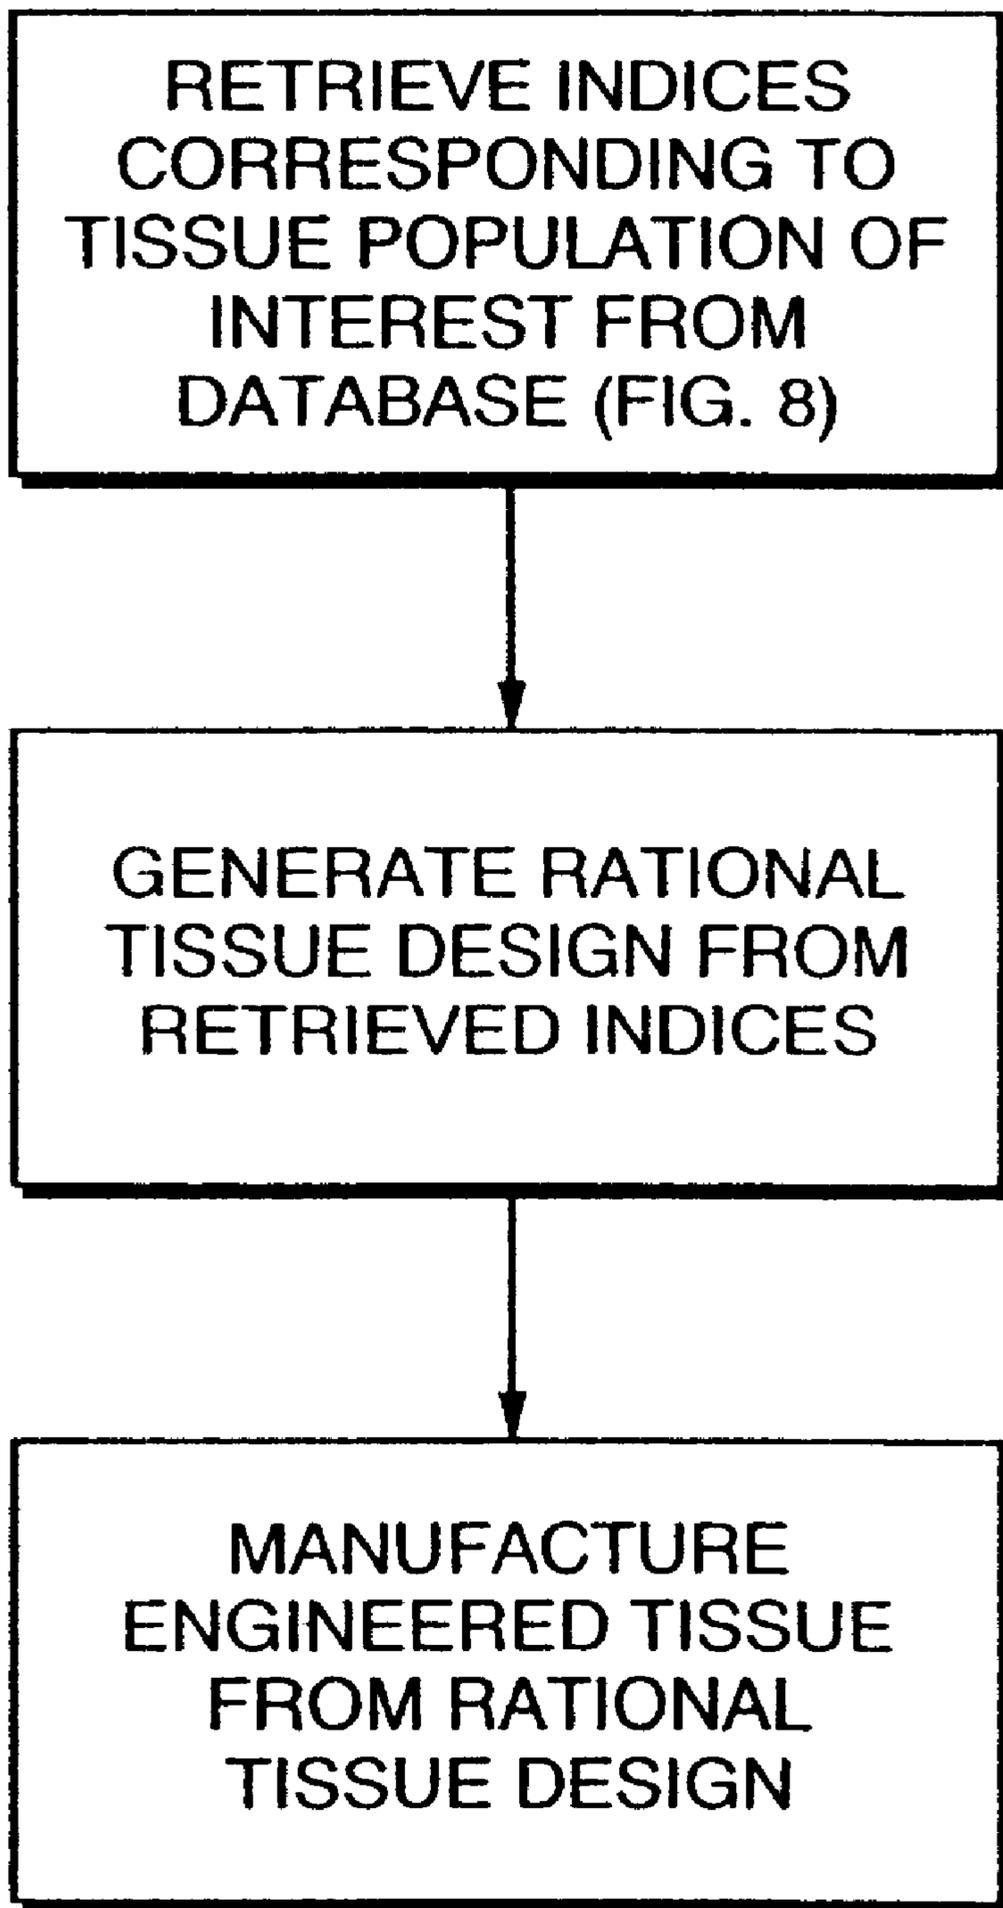 RETRIEVE INDICES
CORRESPONDING TO
TISSUE POPULATION OF
INTEREST FROM
DATABASE (FIG. 8)
GENERATE RATIONAL
TISSUE DESIGN FROM
RETRIEVED INDICES
MANUFACTURE
ENGINEERED TISSUE
FROM RATIONAL
TISSUE DESIGN